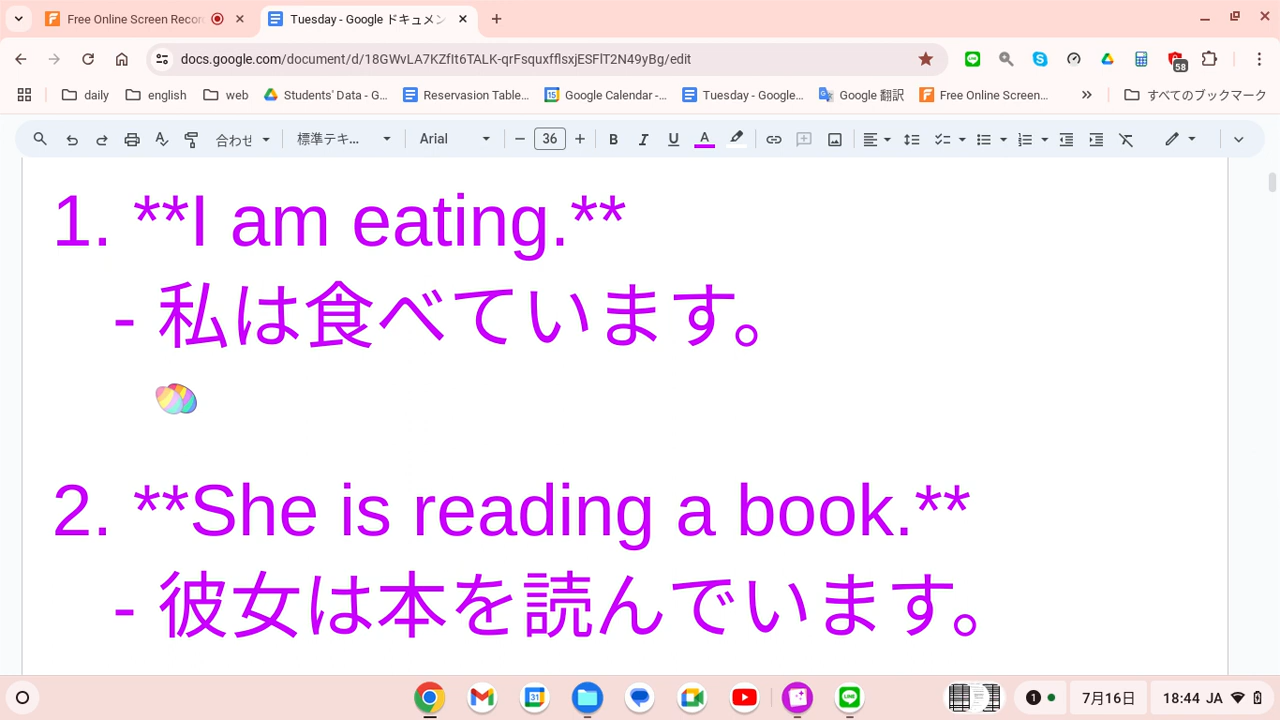 Free Online Screen Recor
Tuesday - Google ドキュメン
docs.google.com/document/d/18GWvLA7KZfIt6TALK-qrFsquxfflsxjESFlT2N49yBg/edit
58
daily
english
web
Students' Data - G...
Reservasion Table...
Google Calendar -...
Tuesday - Google...
Google 翻訳
Free Online Screen...
すべてのブックマーク
合わせ
標準テキ...
Arial
36
B I U A
1. **I am eating.**
- 私は食べています。
2. **She is reading a book.**
- 彼女は本を読んでいます。
1
7月16日
18:44 JA